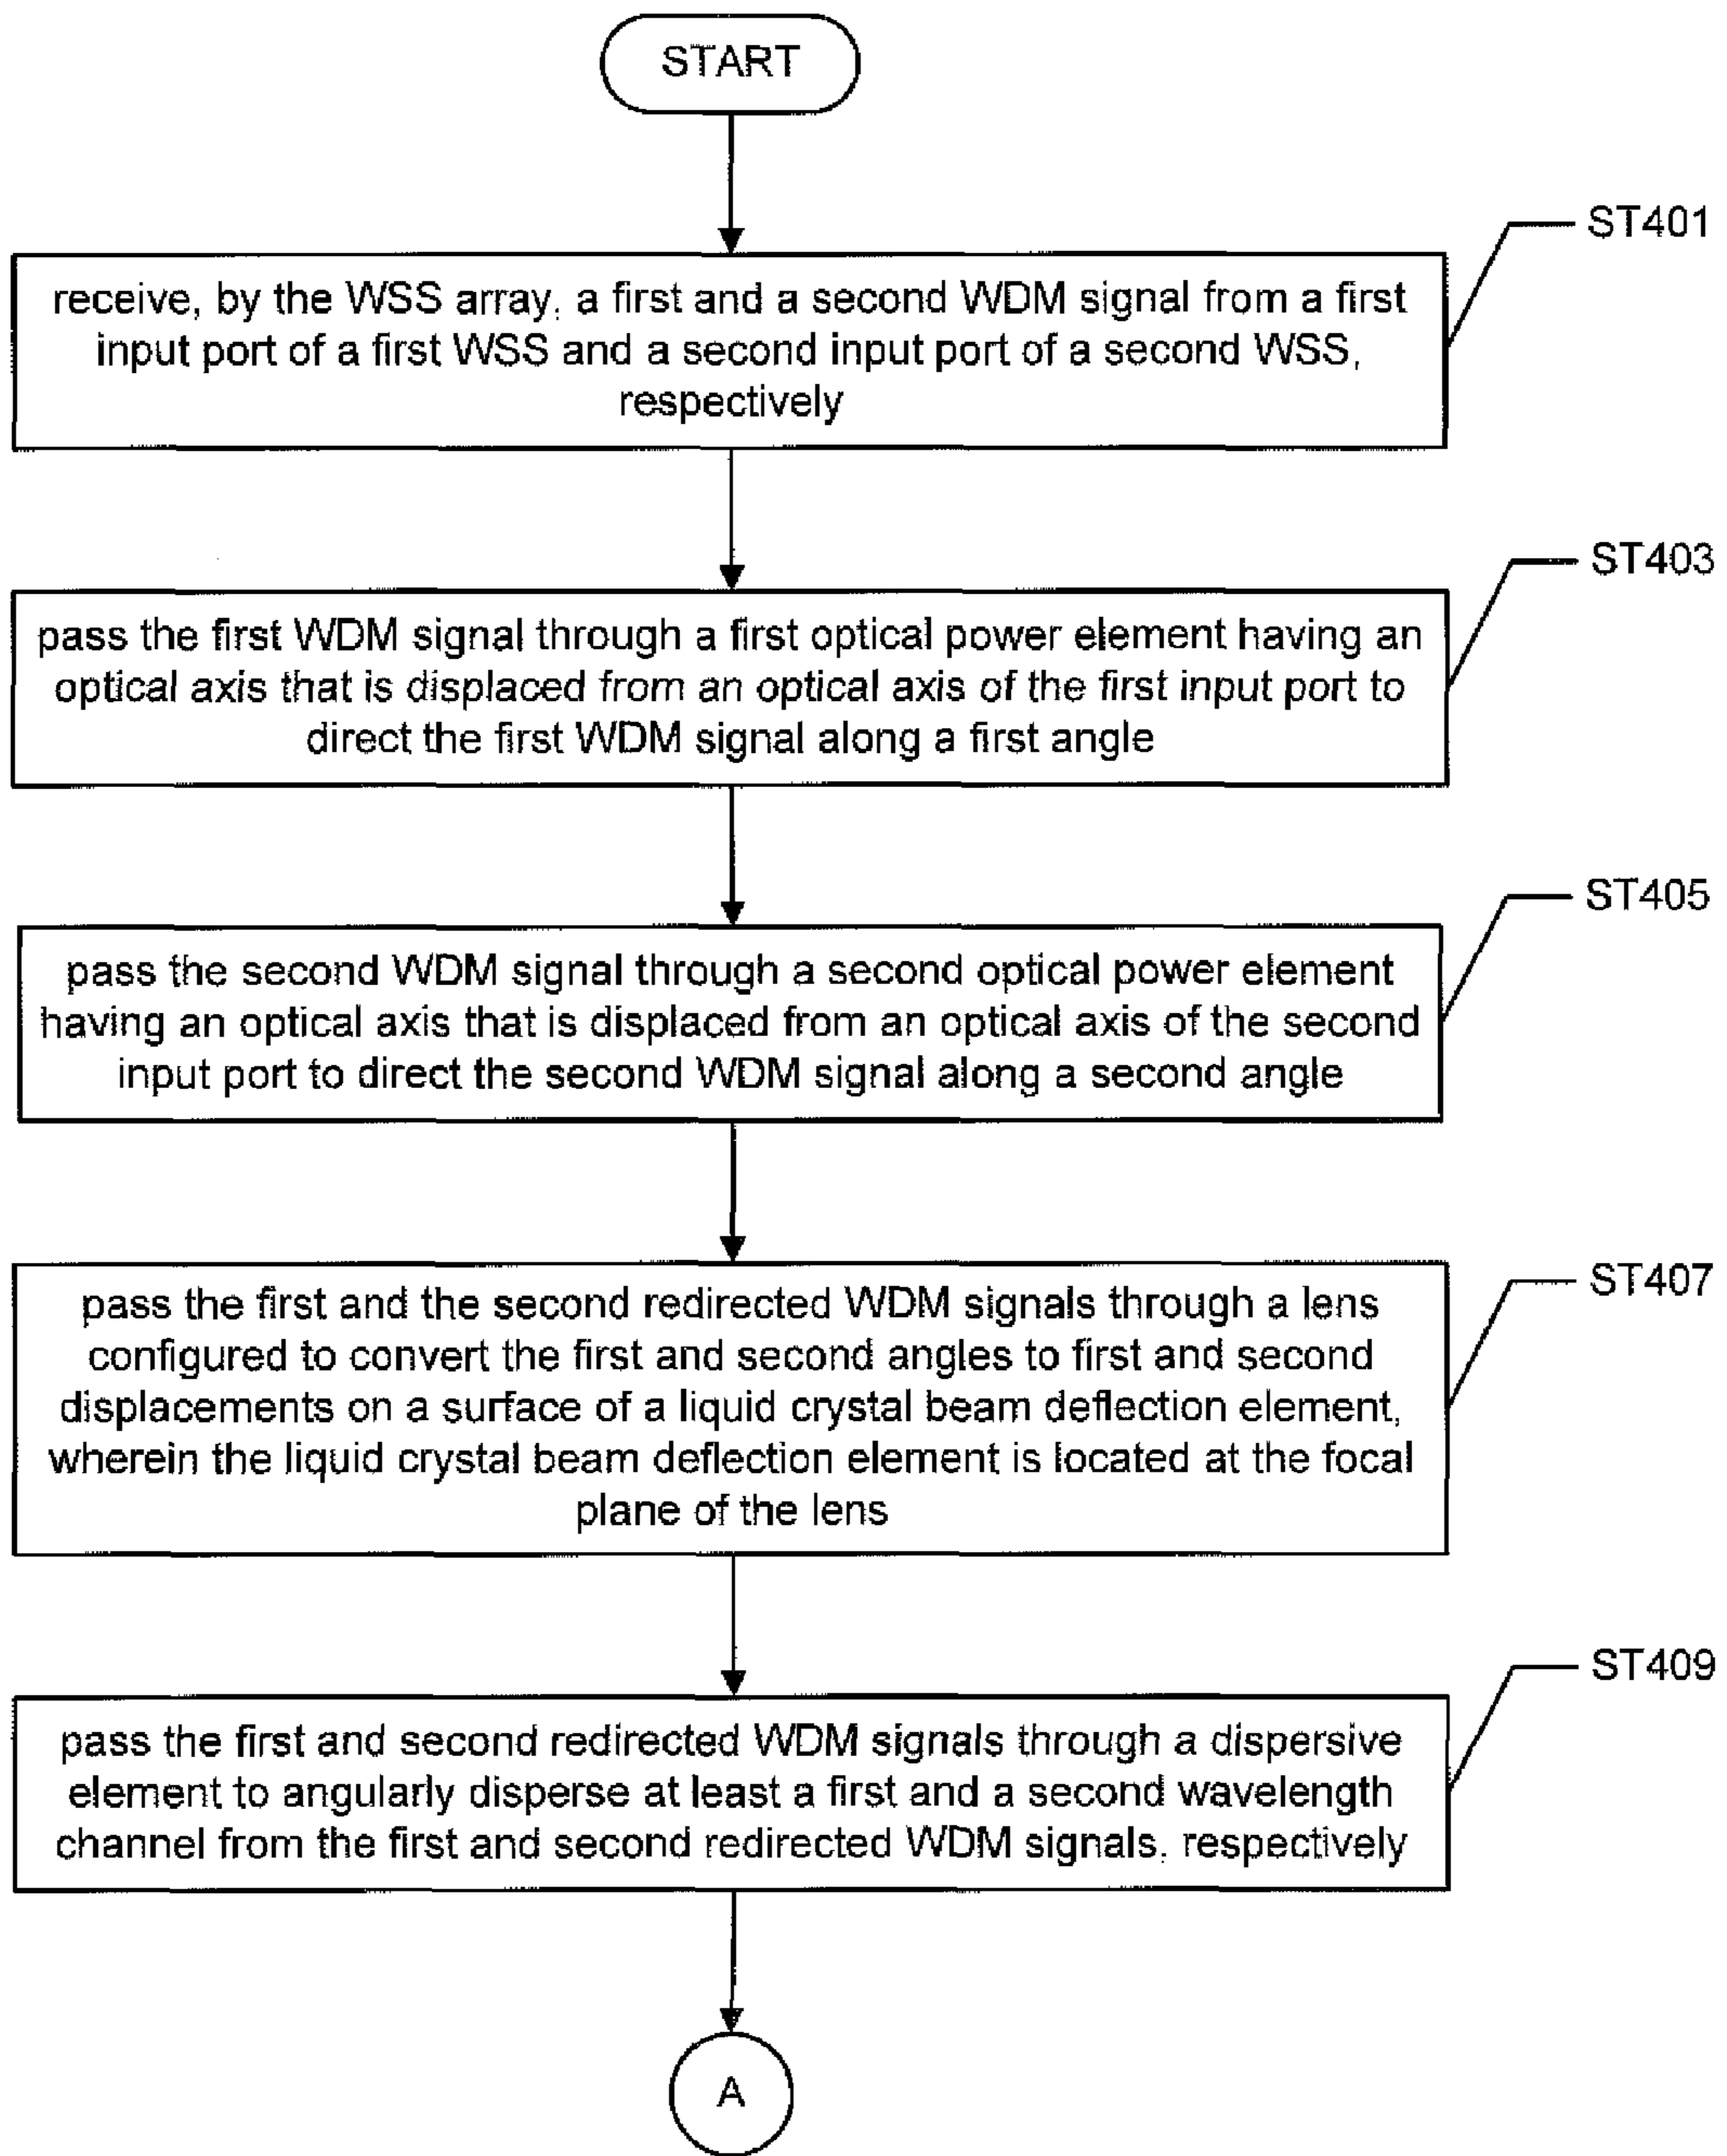 START
ST401
receive, by the WSS array, a first and a second WDM signal from a first
input port of a first WSS and a second input port of a second WSS,
respectively
ST403
pass the first WDM signal through a first optical power element having an
optical axis that is displaced from an optical axis of the first input port to
direct the first WDM signal along a first angle
ST405
pass the second WDM signal through a second optical power element
having an optical axis that is displaced from an optical axis of the second
input port to direct the second WDM signal along a second angle
ST407
pass the first and the second redirected WDM signals through a lens
configured to convert the first and second angles to first and second
displacements on a surface of a liquid crystal beam deflection element,
wherein the liquid crystal beam deflection element is located at the focal
plane of the lens
ST409
pass the first and second redirected WDM signals through a dispersive
element to angularly disperse at least a first and a second wavelength
channel from the first and second redirected WDM signals, respectively
A